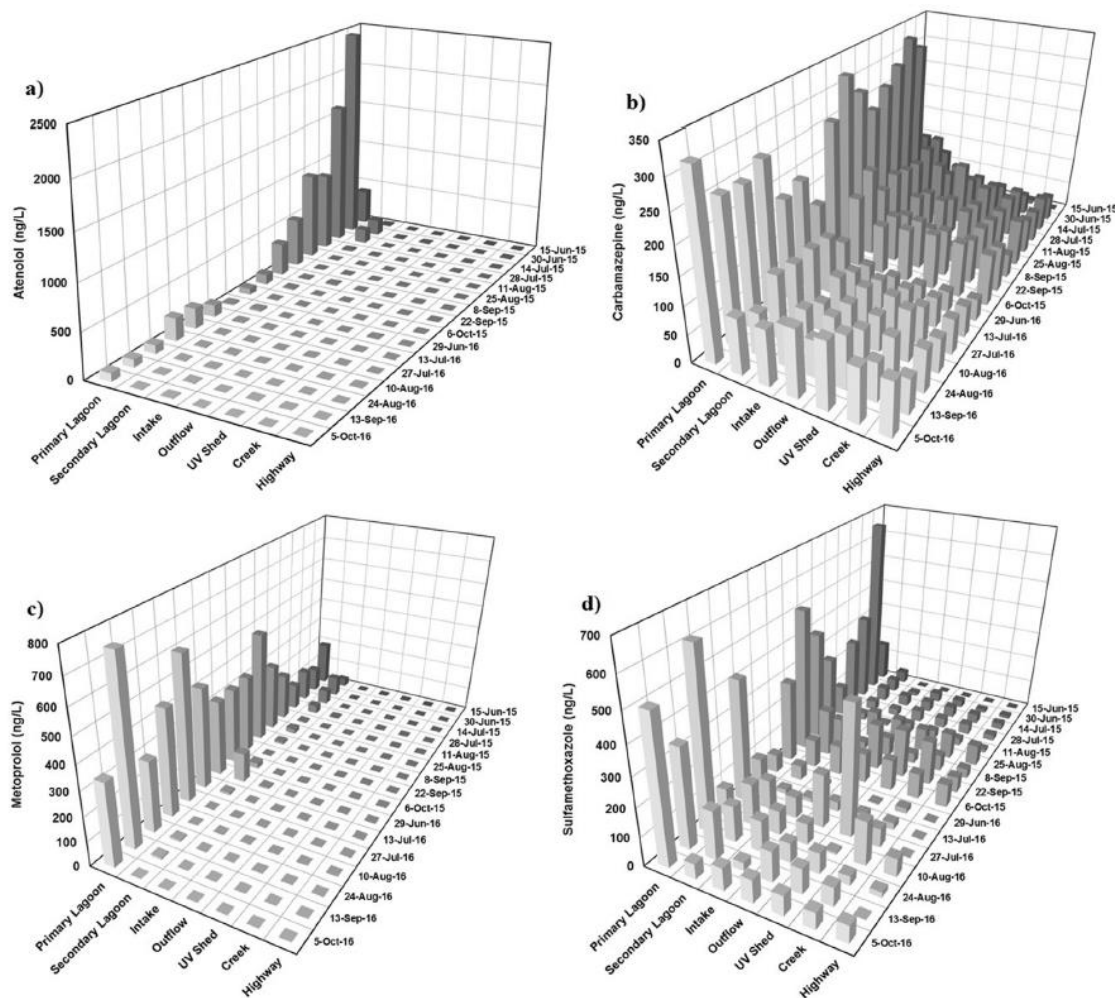 a)
Atenolol (ng/L)
2500
2000
1500
1000
500
0
Primary Lagoon
Secondary Lagoon
Intake
Outflow
UV Shed
Creek
Highway
15-Jun-15
30-Jun-15
14-Jul-15
28-Jul-15
11-Aug-15
25-Aug-15
8-Sep-15
22-Sep-15
6-Oct-15
29-Jun-16
13-Jul-16
27-Jul-16
10-Aug-16
24-Aug-16
13-Sep-16
5-Oct-16
b)
Carbamazepine (ng/L)
350
300
250
200
150
100
50
0
Primary Lagoon
Secondary Lagoon
Intake
Outflow
UV Shed
Creek
Highway
15-Jun-15
30-Jun-15
14-Jul-15
28-Jul-15
11-Aug-15
25-Aug-15
8-Sep-15
22-Sep-15
6-Oct-15
29-Jun-16
13-Jul-16
27-Jul-16
10-Aug-16
24-Aug-16
13-Sep-16
5-Oct-16
c)
Metoprolol (ng/L)
800
700
600
500
400
300
200
100
0
Primary Lagoon
Secondary Lagoon
Intake
Outflow
UV Shed
Creek
Highway
15-Jun-15
30-Jun-15
14-Jul-15
28-Jul-15
11-Aug-15
25-Aug-15
8-Sep-15
22-Sep-15
6-Oct-15
29-Jun-16
13-Jul-16
27-Jul-16
10-Aug-16
24-Aug-16
13-Sep-16
5-Oct-16
d)
Sulfamethoxazole (ng/L)
700
600
500
400
300
200
100
0
Primary Lagoon
Secondary Lagoon
Intake
Outflow
UV Shed
Creek
Highway
15-Jun-15
30-Jun-15
14-Jul-15
28-Jul-15
11-Aug-15
25-Aug-15
8-Sep-15
22-Sep-15
6-Oct-15
29-Jun-16
13-Jul-16
27-Jul-16
10-Aug-16
24-Aug-16
13-Sep-16
5-Oct-16